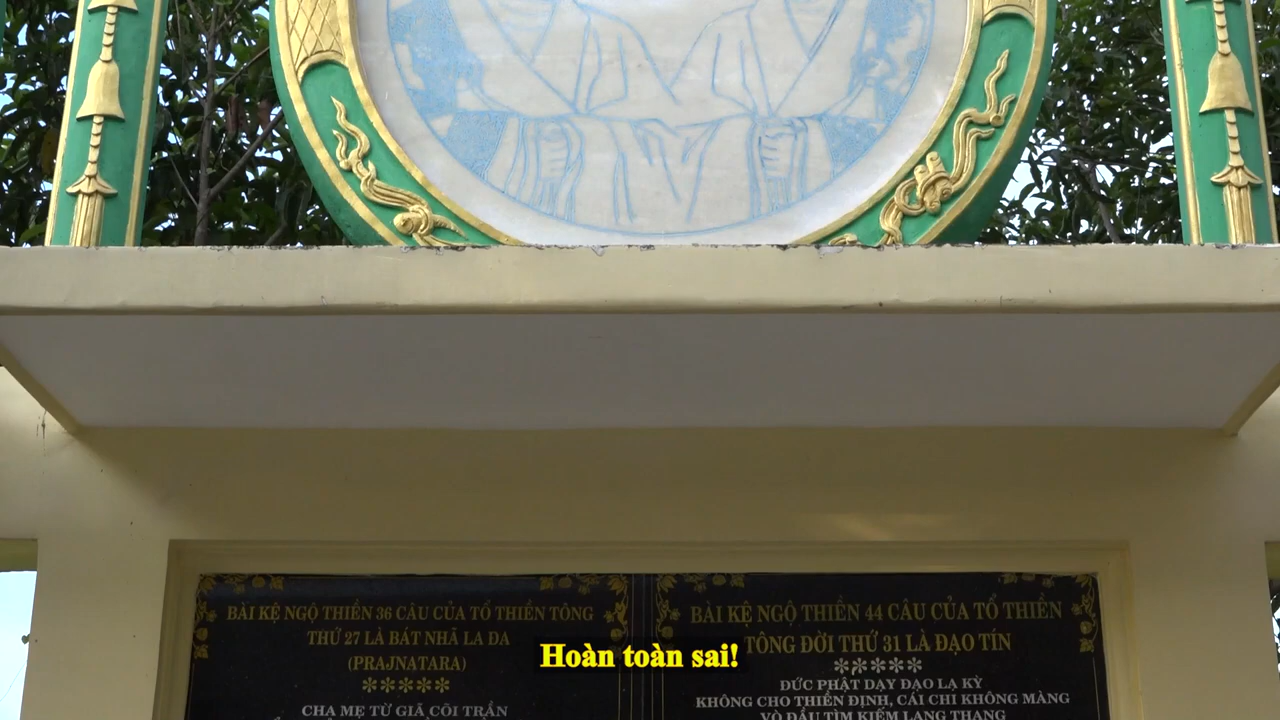 BÀI KỆ NGỘ THIỀN 36 CÂU CỦA TỔ THIỀN TÔNG
THỨ 27 LÀ BÁT NHÃ LA ĐA
(PRAJNATARA)
CHA MẸ TỪ GIÃ CÕI TRẦN
BÀI KỆ NGỘ THIỀN 44 CÂU CỦA TỔ THIỀN
TÔNG ĐỜI THỨ 31 LÀ ĐẠO TÍN
ĐỨC PHẬT DẠY ĐẠO LẠ KỲ
KHÔNG CHO THIỀN ĐỊNH, CÁI CHI KHÔNG MÀNG
VÒ ĐẦU TÌM KIẾM LANG THANG
Hoàn toàn sai!